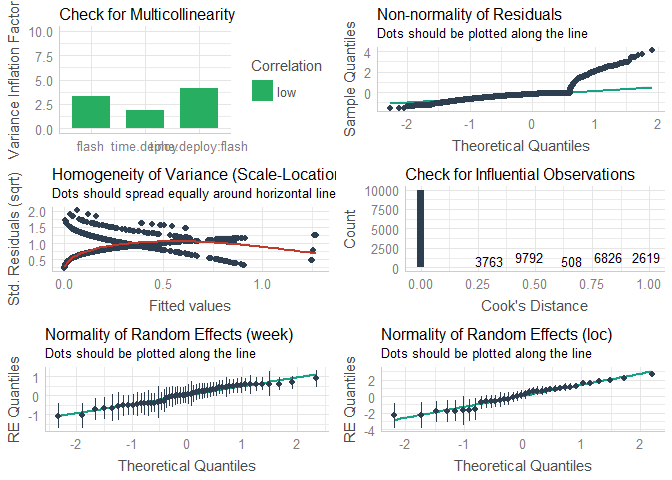 Check for Multicollinearity
Variance Inflation Factor
10.0
7.5
5.0
2.5
0.0
flash
time.deploy:flash
Correlation
low
Non-normality of Residuals
Dots should be plotted along the line
Sample Quantiles
4
2
0
-2
-1
0
1
2
Theoretical Quantiles
Homogeneity of Variance (Scale-Location
Dots should spread equally around horizontal line
Std. Residuals (sqrt)
2.0
1.5
1.0
0.5
0.0
0.5
1.0
Fitted values
Check for Influential Observations
Count
10000
7500
5000
2500
0
3763
9792
508
6826
2619
0.00
0.25
0.50
0.75
1.00
Cook's Distance
Normality of Random Effects (week)
Dots should be plotted along the line
RE Quantiles
1
0
-1
-2
-1
0
1
2
Theoretical Quantiles
Normality of Random Effects (loc)
Dots should be plotted along the line
RE Quantiles
2
0
-2
-4
-2
-1
0
1
2
Theoretical Quantiles